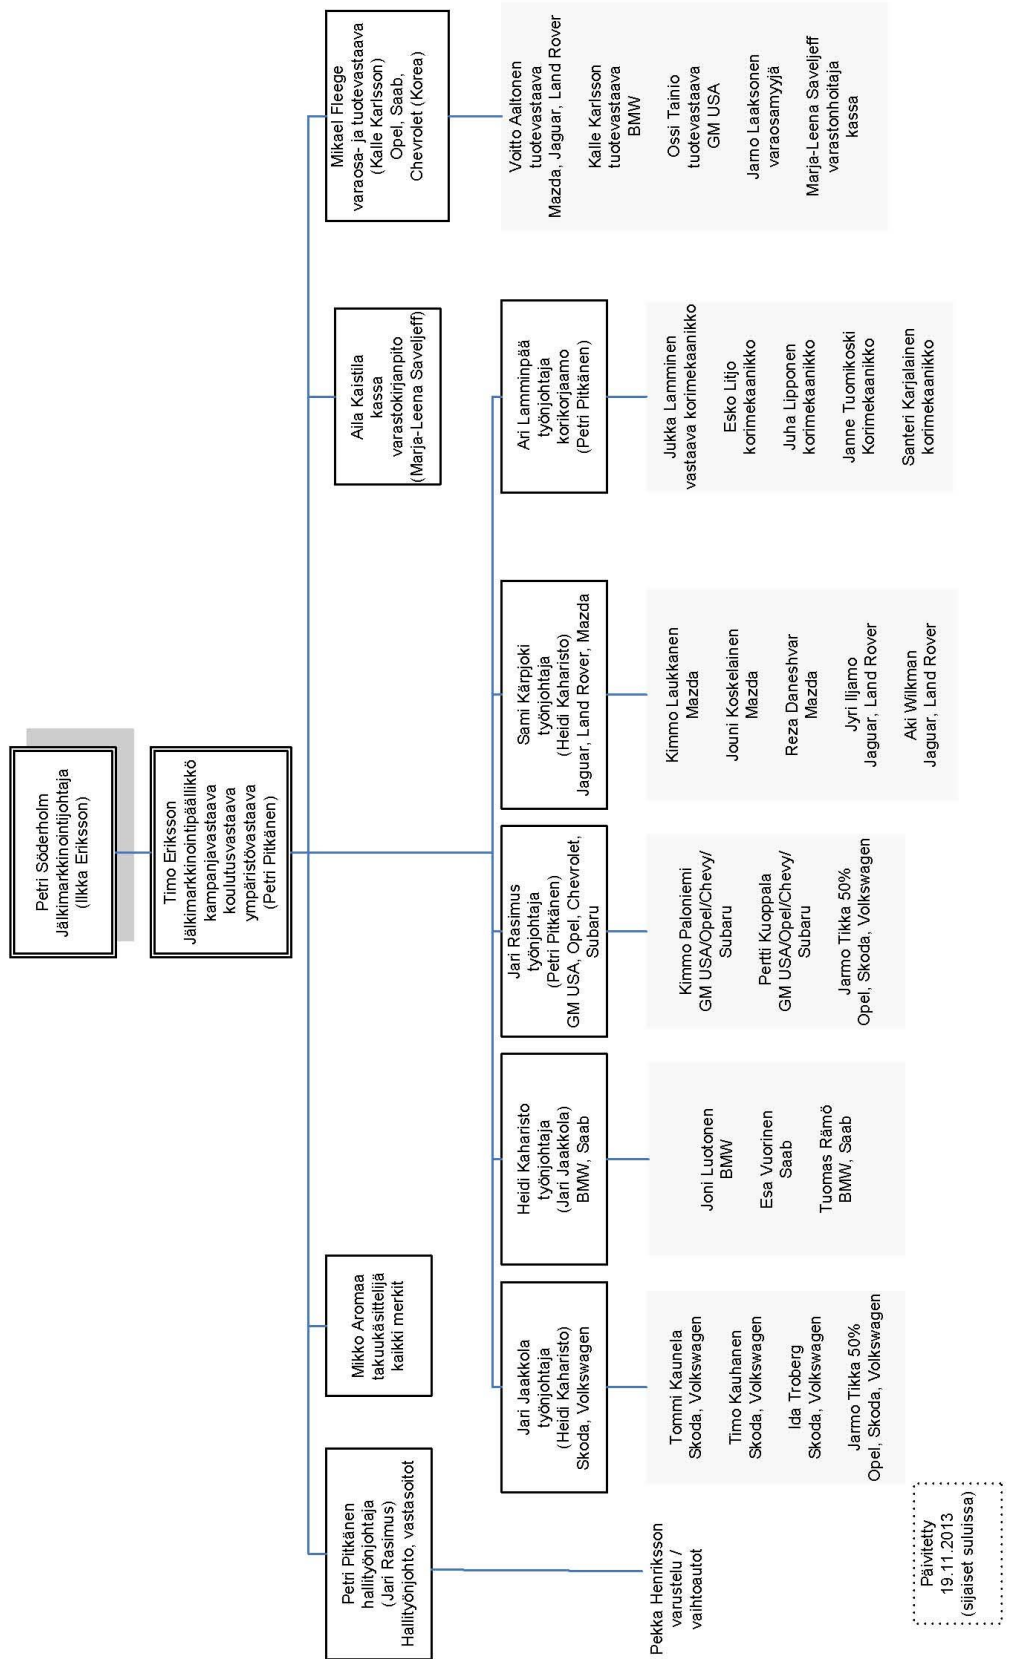 Petri Söderholm
Jälkimarkkinointijohtaja
(Ilkka Eriksson)
Timo Eriksson
Jälkimarkkinointipäällikkö
kampanjavastaava
koulutusvastaava
ympäristövastaava
(Petri Pitkänen)
Petri Pitkänen
hallityönjohtaja
(Jari Rasimus)
Hallityönjohto, vastasoitot
Mikko Aromaa
takuukäsittelijä
kaikki merkit
Aila Kaistila
kassa
varastokirjanpito
(Marja-Leena Saveljeff)
Mikael Fleege
varaosa- ja tuotevastaava
(Kalle Karlsson)
Opel, Saab,
Chevrolet (Korea)
Jari Jaakkola
työnjohtaja
(Heidi Kaharisto)
Skoda, Volkswagen
Heidi Kaharisto
työnjohtaja
(Jari Jaakkola)
BMW, Saab
Jari Rasimus
työnjohtaja
(Petri Pitkänen)
GM USA, Opel, Chevrolet,
Subaru
Sami Kärpjoki
työnjohtaja
(Heidi Kaharisto)
Jaguar, Land Rover, Mazda
Ari Lamminpää
työnjohtaja
korikorjaamo
(Petri Pitkänen)
Voitto Aaltonen
tuotevastaava
Mazda, Jaguar, Land Rover
Kalle Karlsson
tuotevastaava
BMW
Ossi Tainio
tuotevastaava
GM USA
Jarno Laaksonen
varaosamyyjä
Marja-Leena Saveljeff
varastonhoitaja
kassa
Pekka Henriksson
varustelu /
vaihtoautot
Tommi Kaunela
Skoda, Volkswagen
Timo Kauhanen
Skoda, Volkswagen
Ida Troberg
Skoda, Volkswagen
Jarmo Tikka 50%
Opel, Skoda, Volkswagen
Joni Luotonen
BMW
Esa Vuorinen
Saab
Tuomas Rämö
BMW, Saab
Kimmo Paloniemi
GM USA/Opel/Chevy/
Subaru
Pertti Kuoppala
GM USA/Opel/Chevy/
Subaru
Jarmo Tikka 50%
Opel, Skoda, Volkswagen
Kimmo Laukkanen
Mazda
Jouni Koskelainen
Mazda
Reza Daneshvar
Mazda
Jyri Iljamo
Jaguar, Land Rover
Aki Wilkman
Jaguar, Land Rover
Jukka Lamminen
vastaava korimekaanikko
Esko Litjo
korimekaanikko
Juha Lipponen
korimekaanikko
Janne Tuomikoski
Korimekaanikko
Santeri Karjalainen
korimekaanikko
Päivitetty
19.11.2013
(sijaiset suluissa)